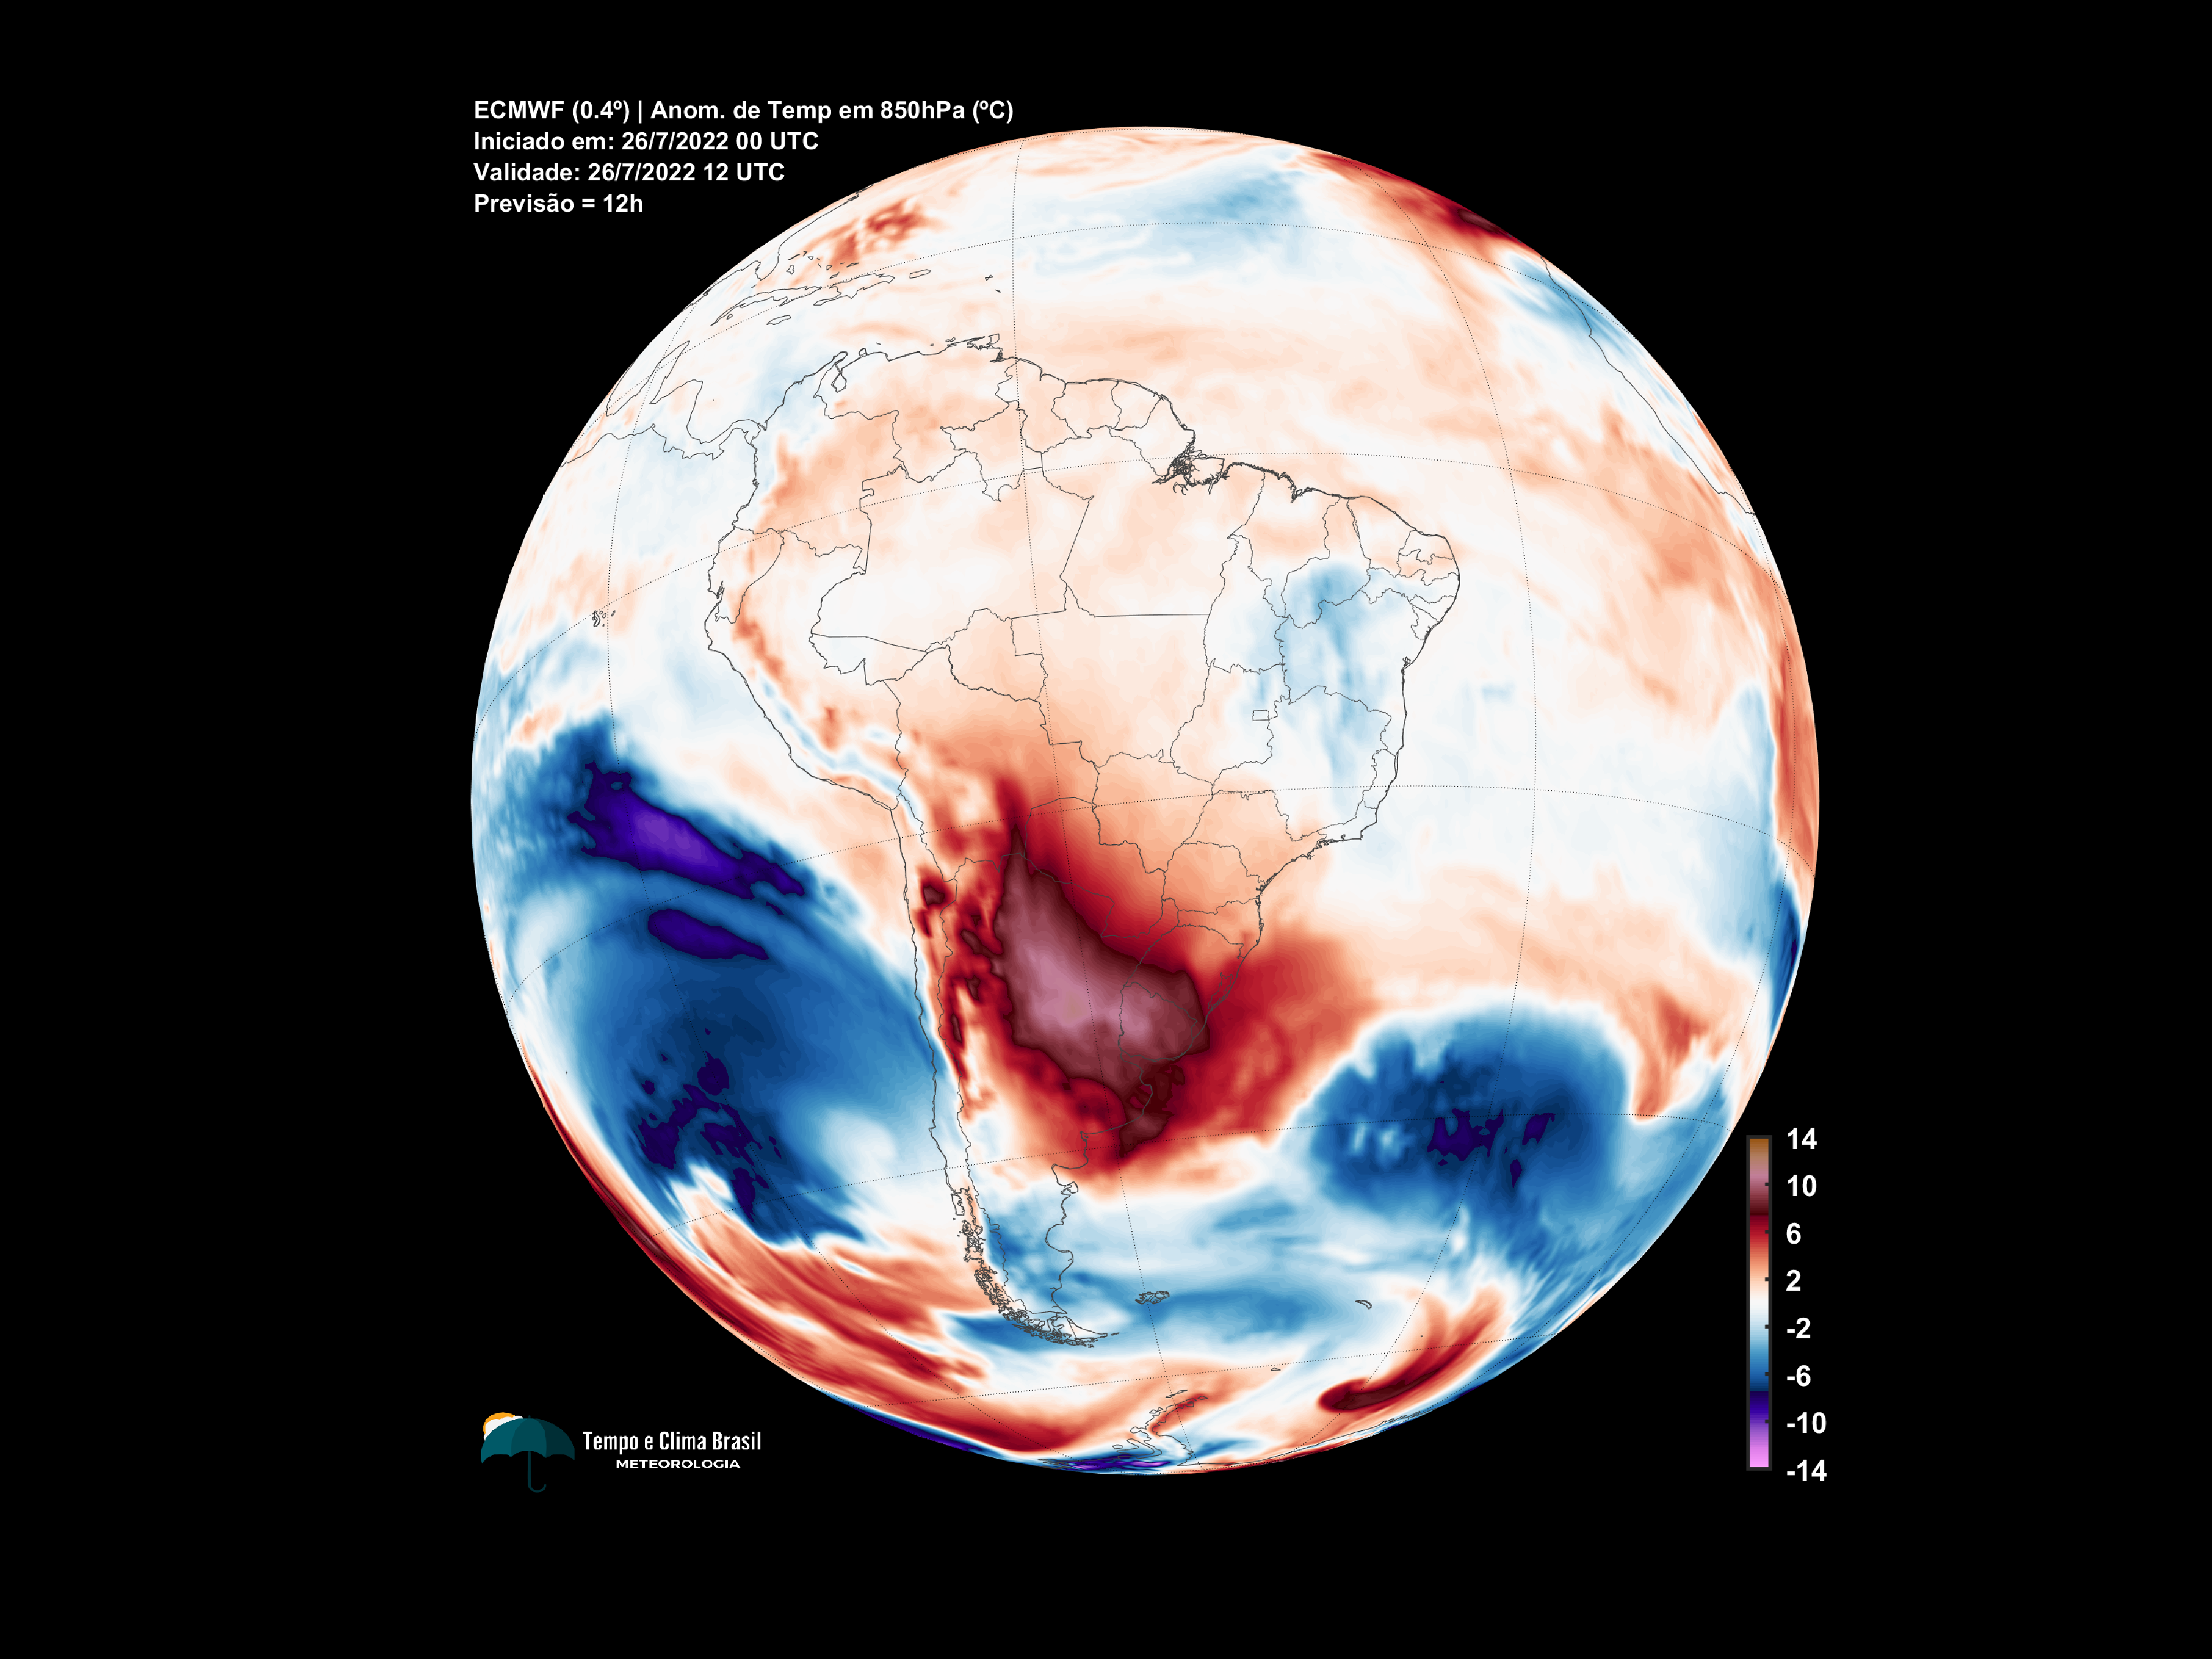 ECMWF (0.4º) | Anom. de Temp em 850hPa (ºC)
Iniciado em: 26/7/2022 00 UTC
Validade: 26/7/2022 12 UTC
Previsão = 12h
14
10
6
2
-2
-6
-10
-14
Tempo e Clima Brasil
METEOROLOGIA